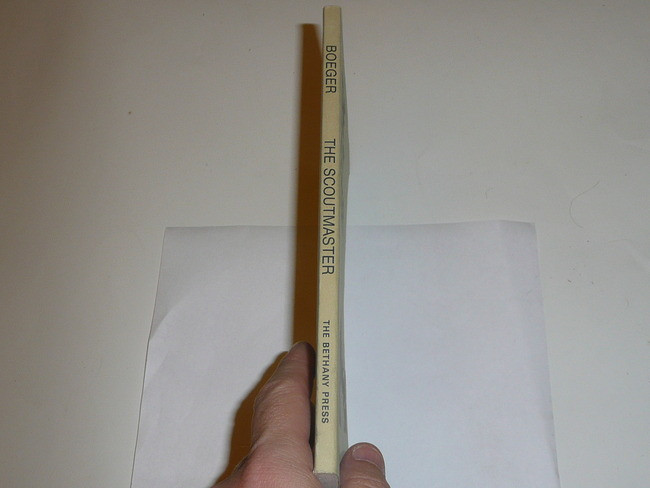 BOEGER
THE SCOUTMASTER
THE BETHANY PRESS